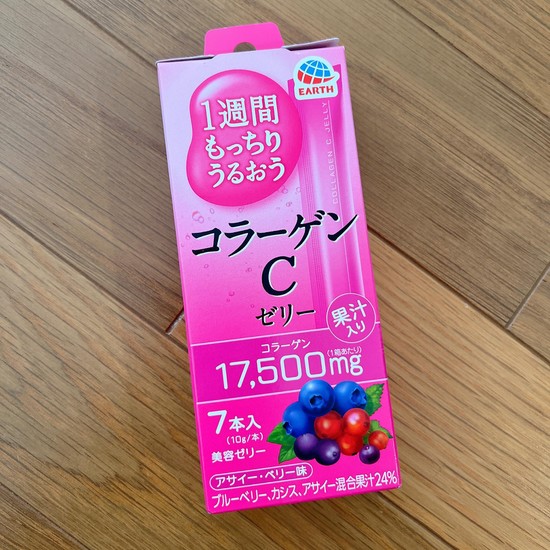 EARTH
1週間
もっちり
うるおう
COLLAGEN C JELLY
コラーゲン
C
ゼリー
果汁
入り
コラーゲン
17,500mg
(1箱あたり)
7本入
(10g/本)
美容ゼリー
アサイー・ベリー味
ブルーベリー、カシス、アサイー混合果汁24%